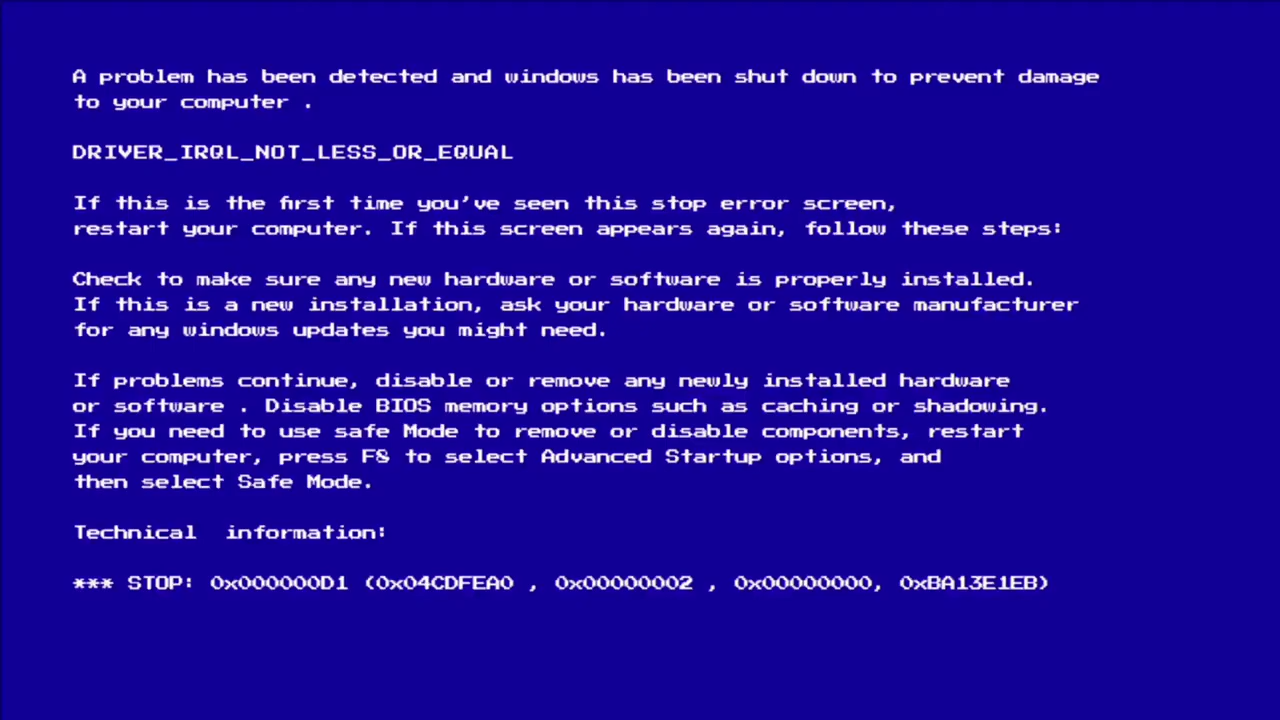 A problem has been detected and windows has been shut down to prevent damage
to your computer .
DRIVER_IRQL_NOT_LESS_OR_EQUAL
If this is the first time you've seen this stop error screen,
restart your computer. If this screen appears again, follow these steps:
Check to make sure any new hardware or software is properly installed.
If this is a new installation, ask your hardware or software manufacturer
for any windows updates you might need.
If problems continue, disable or remove any newly installed hardware
or software . Disable BIOS memory options such as caching or shadowing.
If you need to use safe Mode to remove or disable components, restart
your computer, press F8 to select Advanced Startup options, and
then select Safe Mode.
Technical  information:
*** STOP: 0x000000D1 (0x04CDFEA0 , 0x00000002 , 0x00000000, 0xBA13E1EB)